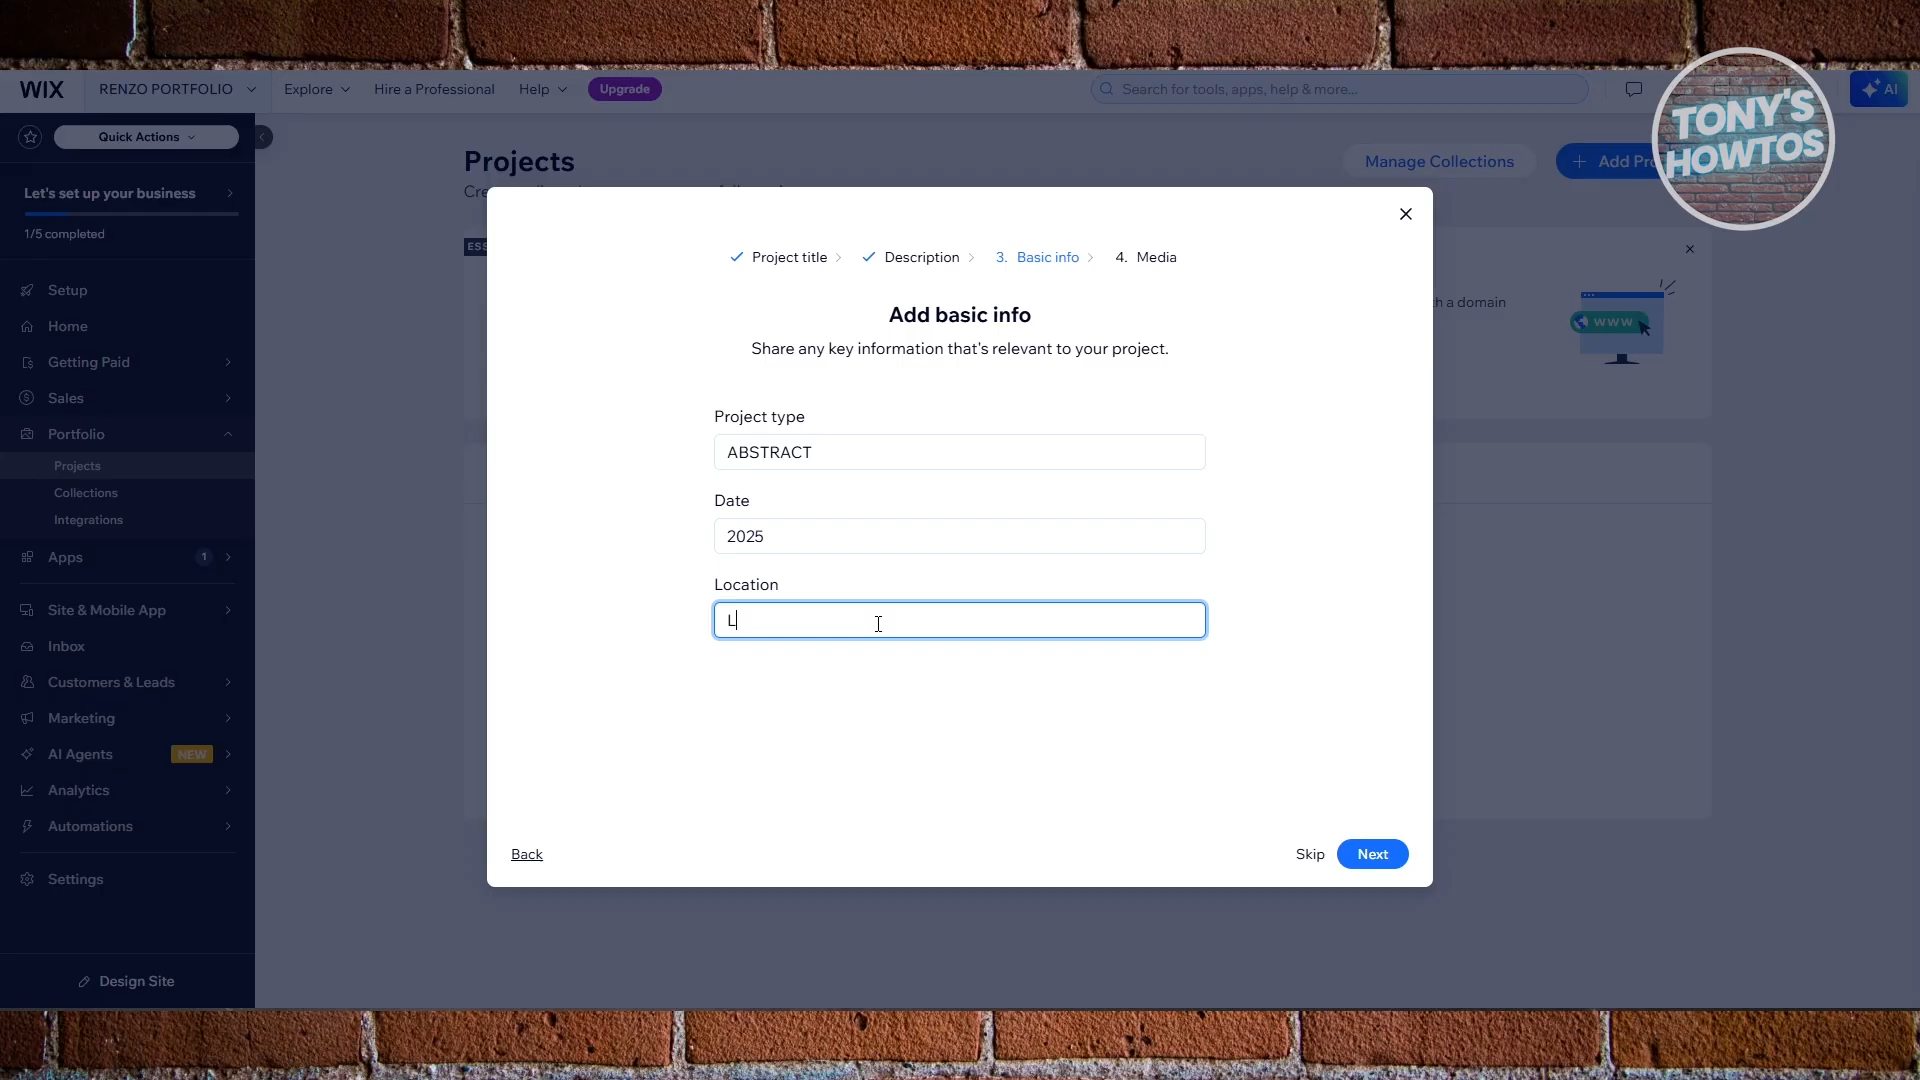 WIX
RENZO PORTFOLIO
Explore
Hire a Professional
Help
Upgrade
Search for tools, apps, help & more...
AI
TONY'S
HOWTOS
Quick Actions
Let's set up your business
1/5 completed
Setup
Home
Getting Paid
Sales
Portfolio
Projects
Collections
Integrations
Apps
1
Site & Mobile App
Inbox
Customers & Leads
Marketing
AI Agents
NEW
Analytics
Automations
Settings
Design Site
Projects
Manage Collections
+ Add Pro
ESS
h a domain
WWW
Project title
Description
3. Basic info
4. Media
Add basic info
Share any key information that's relevant to your project.
Project type
ABSTRACT
Date
2025
Location
L
Back
Skip
Next